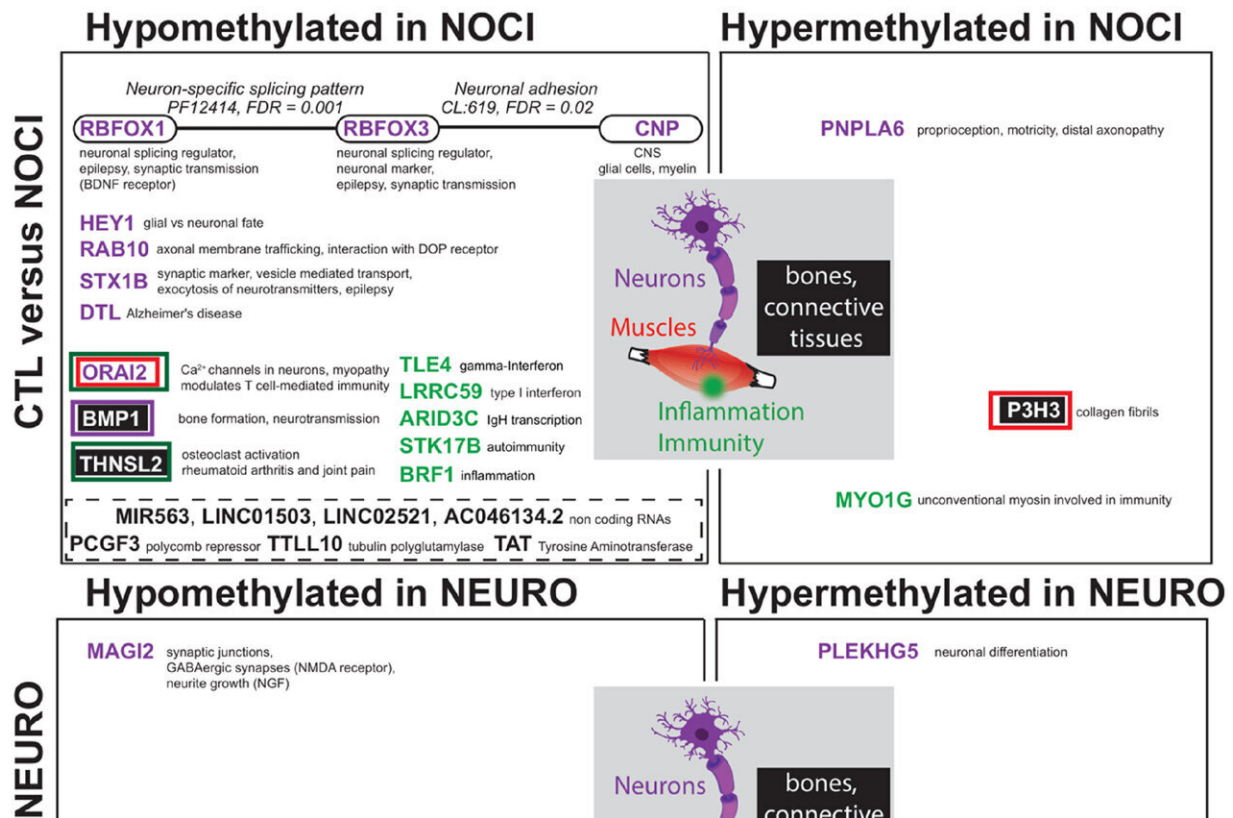 Hypomethylated in NOCI
Hypermethylated in NOCI
CTL versus NOCI
Neuron-specific splicing pattern
PF12414, FDR = 0.001
Neuronal adhesion
CL:619, FDR = 0.02
RBFOX1
RBFOX3
CNP
neuronal splicing regulator,
epilepsy, synaptic transmission
(BDNF receptor)
neuronal splicing regulator,
neuronal marker,
epilepsy, synaptic transmission
CNS
glial cells, myelin
HEY1 glial vs neuronal fate
RAB10 axonal membrane trafficking, interaction with DOP receptor
STX1B synaptic marker, vesicle mediated transport,
exocytosis of neurotransmitters, epilepsy
DTL Alzheimer's disease
ORAI2 Ca²⁺ channels in neurons, myopathy
modulates T cell-mediated immunity
BMP1 bone formation, neurotransmission
THNSL2 osteoclast activation
rheumatoid arthritis and joint pain
TLE4 gamma-Interferon
LRRC59 type I interferon
ARID3C IgH transcription
STK17B autoimmunity
BRF1 inflammation
MIR563, LINC01503, LINC02521, AC046134.2 non coding RNAs
PCGF3 polycomb repressor TTLL10 tubulin polyglutamylase TAT Tyrosine Aminotransferase
Neurons
bones,
connective
tissues
Muscles
Inflammation
Immunity
PNPLA6 proprioception, motricity, distal axonopathy
P3H3 collagen fibrils
MYO1G unconventional myosin involved in immunity
Hypomethylated in NEURO
Hypermethylated in NEURO
NEURO
MAGI2 synaptic junctions,
GABAergic synapses (NMDA receptor),
neurite growth (NGF)
PLEKHG5 neuronal differentiation
Neurons
bones,
connective